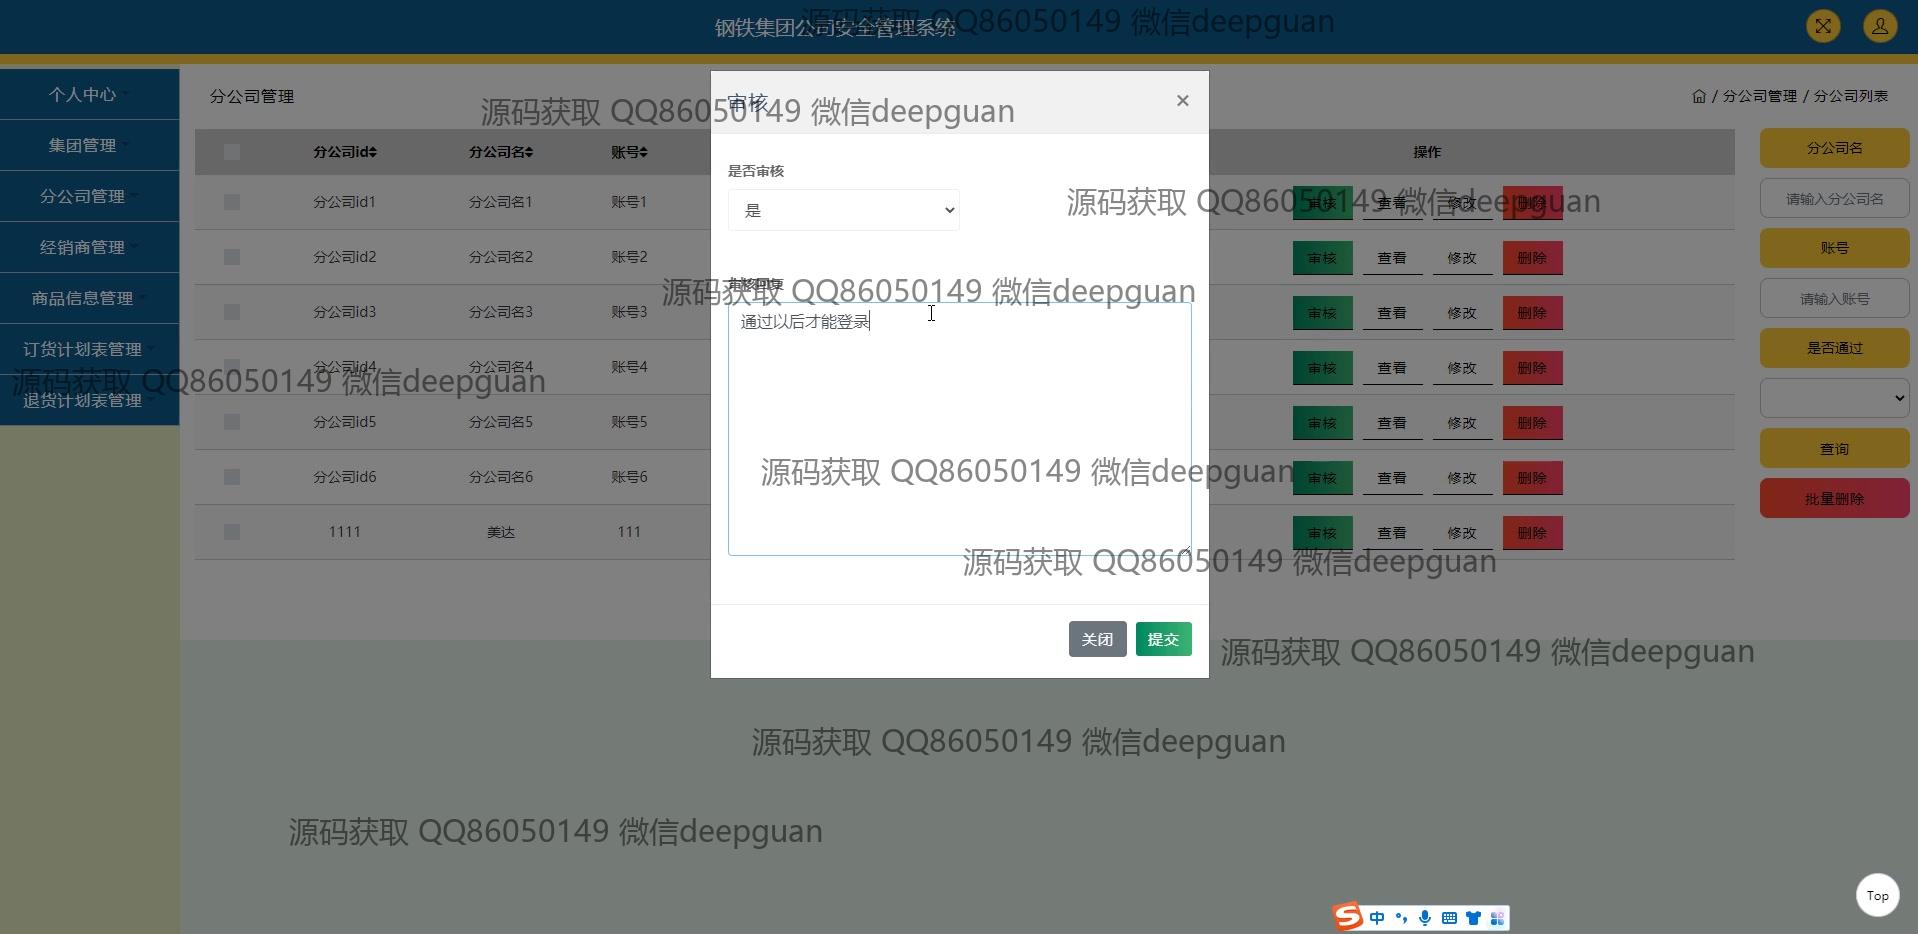 钢铁集团公司安全管理系统
源码获取 QQ86050149 微信deepguan
个人中心
集团管理
分公司管理
经销商管理
商品信息管理
订货计划表管理
退货计划表管理
分公司管理
/ 分公司管理 / 分公司列表
源码获取 QQ86050149 微信deepguan
分公司id 分公司名 账号 操作
分公司id1 分公司名1 账号1 审核 查看 修改 删除
源码获取 QQ86050149 微信deepguan
分公司id2 分公司名2 账号2 审核 查看 修改 删除
分公司id3 分公司名3 账号3 审核 查看 修改 删除
分公司id4 分公司名4 账号4 审核 查看 修改 删除
源码获取 QQ86050149 微信deepguan
分公司id5 分公司名5 账号5 审核 查看 修改 删除
分公司id6 分公司名6 账号6 审核 查看 修改 删除
1111 美达 111 审核 查看 修改 删除
审核
×
是否审核
是
审核回复
源码获取 QQ86050149 微信deepguan
通过以后才能登录
源码获取 QQ86050149 微信deepguan
源码获取 QQ86050149 微信deepguan
关闭 提交
分公司名
请输入分公司名
账号
请输入账号
是否通过
查询
批量删除
源码获取 QQ86050149 微信deepguan
源码获取 QQ86050149 微信deepguan
源码获取 QQ86050149 微信deepguan
Top
中